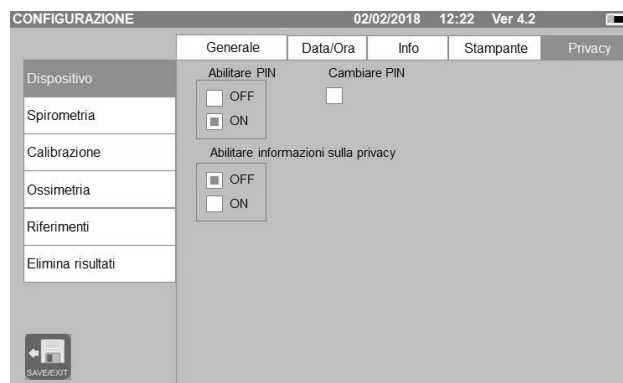 CONFIGURAZIONE 02/02/2018 12:22 Ver 4.2
Generale Data/Ora Info Stampante Privacy
Dispositivo
Spirometria
Calibrazione
Ossimetria
Riferimenti
Elimina risultati
Abilitare PIN Cambiare PIN
OFF
ON
Abilitare informazioni sulla privacy
OFF
ON
SAVE/EXIT